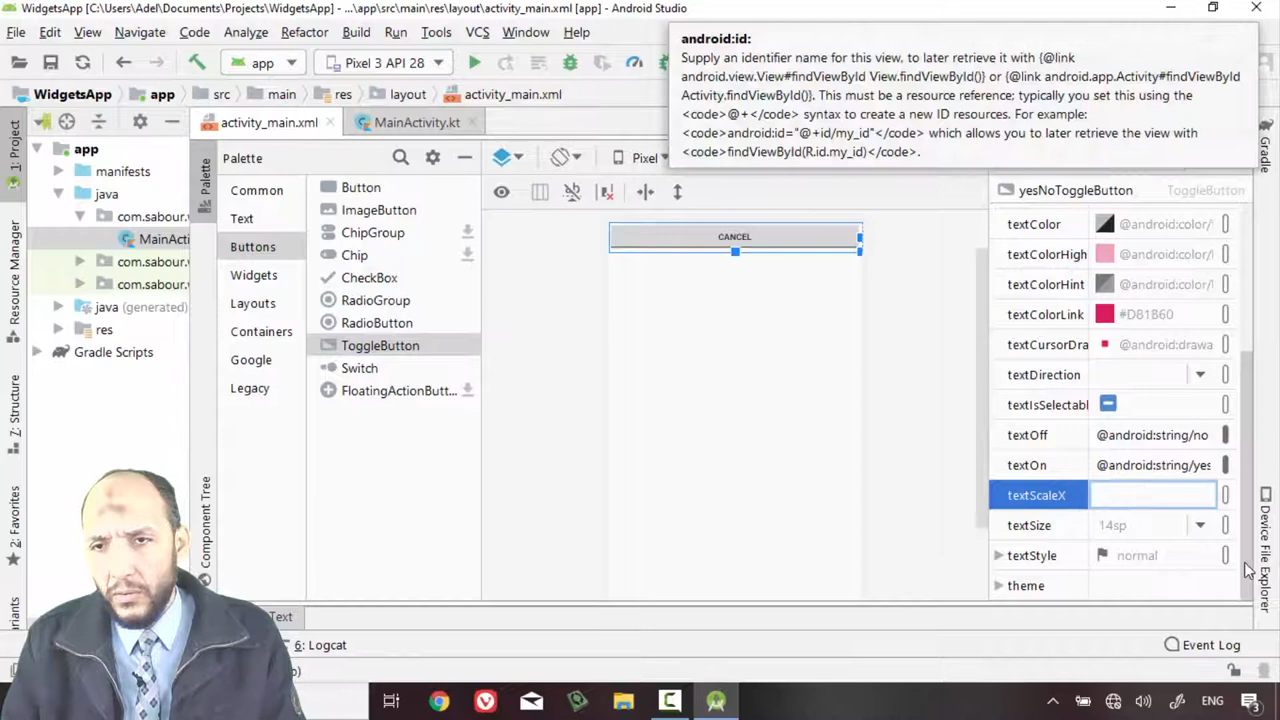 WidgetsApp [C:\Users\Adel\Documents\Projects\WidgetsApp] - ...\app\src\main\res\layout\activity_main.xml [app] - Android Studio
File Edit View Navigate Code Analyze Refactor Build Run Tools VCS Window Help
app Pixel 3 API 28
WidgetsApp app src main res layout activity_main.xml
android:id:
Supply an identifier name for this view, to later retrieve it with {@link
android.view.View#findViewById View.findViewById()} or {@link android.app.Activity#findViewById
Activity.findViewById()}. This must be a resource reference; typically you set this using the
<code>@+</code> syntax to create a new ID resources. For example:
<code>android:id="@+id/my_id"</code> which allows you to later retrieve the view with
<code>findViewById(R.id.my_id)</code>.
1: Project
Resource Manager
Z: Structure
2: Favorites
app
manifests
java
com.sabour.
MainActi
com.sabour.
com.sabour.
java (generated)
res
Gradle Scripts
activity_main.xml MainActivity.kt
Palette
Component Tree
Palette
Common
Text
Buttons
Widgets
Layouts
Containers
Google
Legacy
Button
ImageButton
ChipGroup
Chip
CheckBox
RadioGroup
RadioButton
ToggleButton
Switch
FloatingActionButt...
Pixel
CANCEL
yesNoToggleButton ToggleButton
textColor @android:color/
textColorHigh @android:color/
textColorHint @android:color/
textColorLink #D81B60
textCursorDra @android:drawa
textDirection
textIsSelectabl
textOff @android:string/no
textOn @android:string/yes
textScaleX
textSize 14sp
textStyle normal
theme
Gradle
Device File Explorer
Text
6: Logcat
Event Log
ENG
3